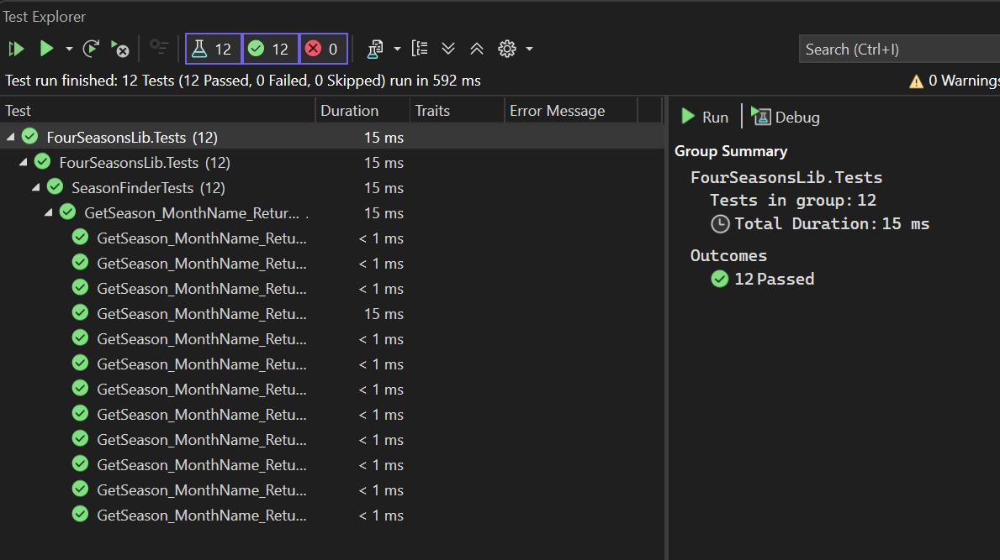 Test Explorer
12 12 0
Search (Ctrl+I)
Test run finished: 12 Tests (12 Passed, 0 Failed, 0 Skipped) run in 592 ms
0 Warnings
Test Duration Traits Error Message
Run Debug
FourSeasonsLib.Tests (12) 15 ms
Group Summary
FourSeasonsLib.Tests (12) 15 ms
FourSeasonsLib.Tests
SeasonFinderTests (12) 15 ms
Tests in group: 12
GetSeason_MonthName_Retur... . 15 ms
Total Duration: 15 ms
GetSeason_MonthName_Retu... < 1 ms
Outcomes
GetSeason_MonthName_Retu... < 1 ms
12 Passed
GetSeason_MonthName_Retu... < 1 ms
GetSeason_MonthName_Retu... 15 ms
GetSeason_MonthName_Retu... < 1 ms
GetSeason_MonthName_Retu... < 1 ms
GetSeason_MonthName_Retu... < 1 ms
GetSeason_MonthName_Retu... < 1 ms
GetSeason_MonthName_Retu... < 1 ms
GetSeason_MonthName_Retu... < 1 ms
GetSeason_MonthName_Retu... < 1 ms
GetSeason_MonthName_Retu... < 1 ms